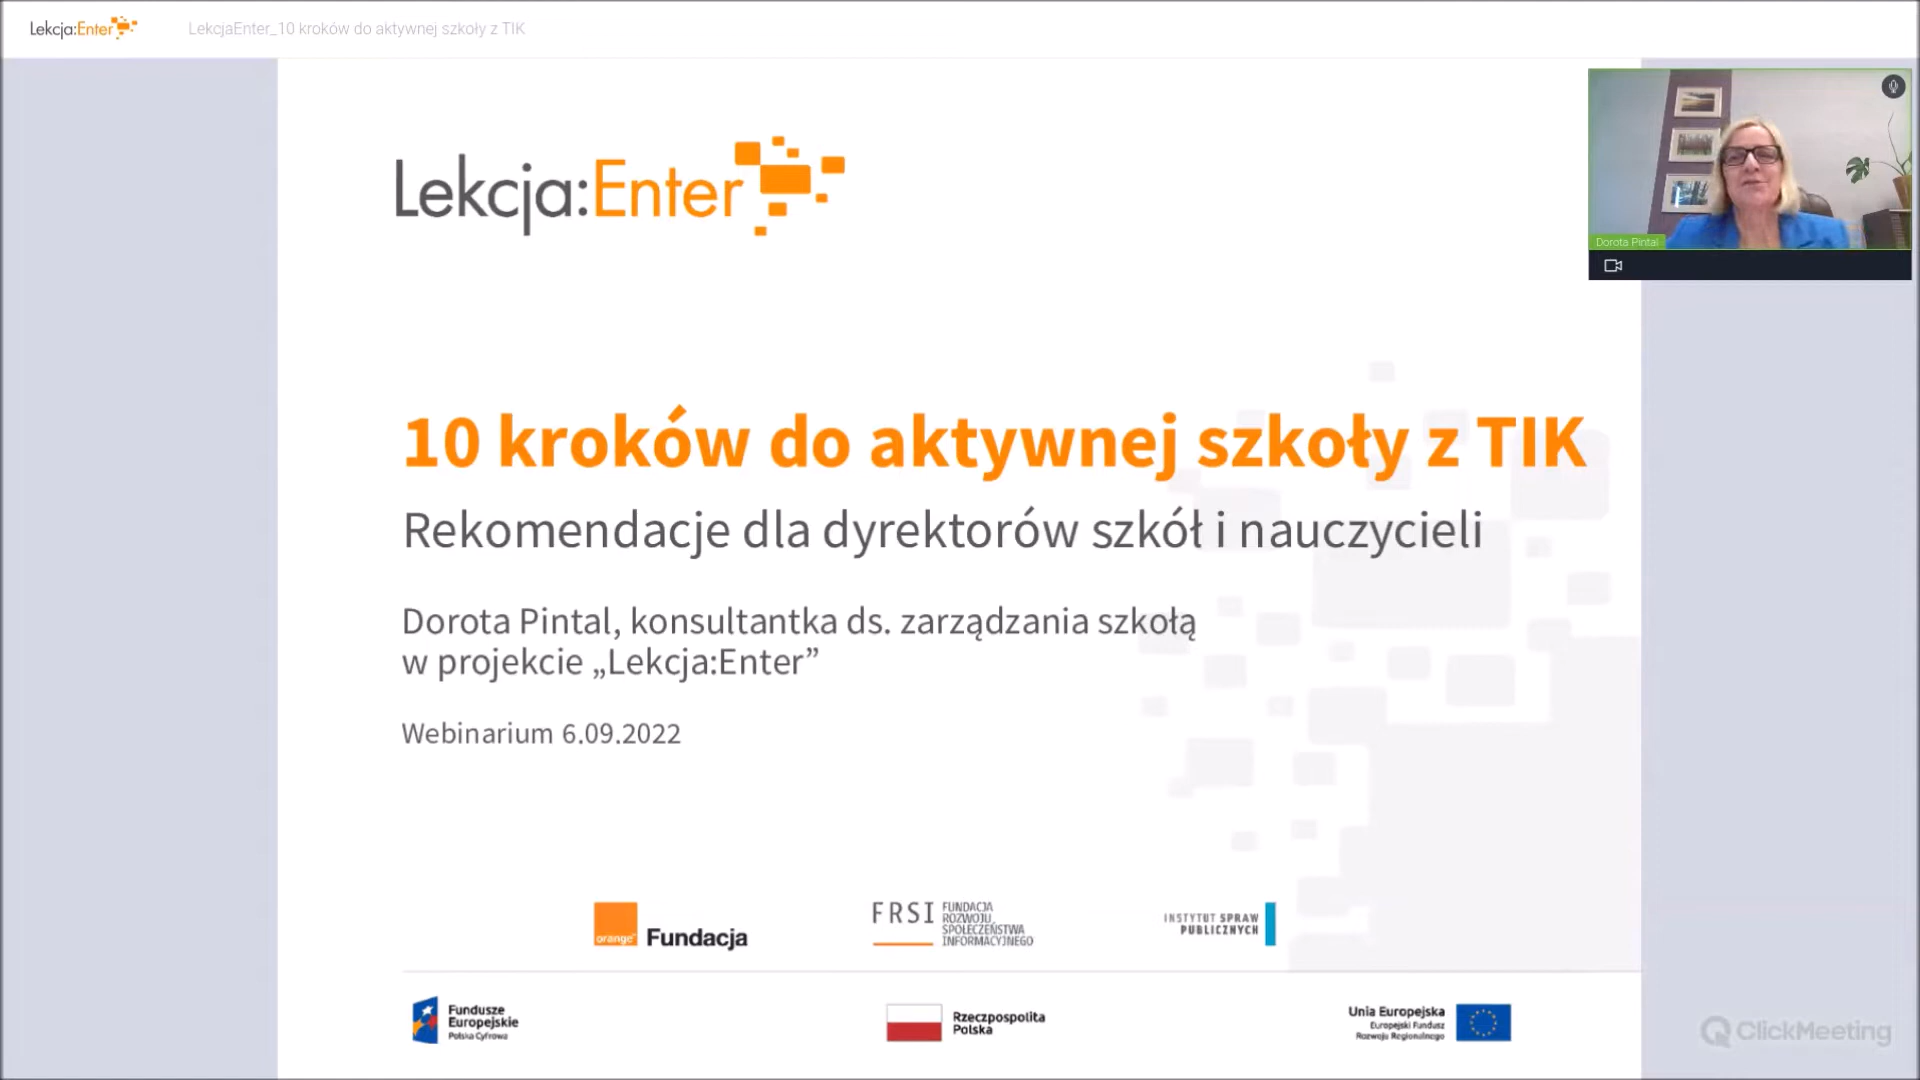 Lekcja:Enter
LekcjaEnter_10 kroków do aktywnej szkoły z TIK
Lekcja:Enter
Dorota Pintal
10 kroków do aktywnej szkoły z TIK
Rekomendacje dla dyrektorów szkół i nauczycieli
Dorota Pintal, konsultantka ds. zarządzania szkołą
w projekcie „Lekcja:Enter”
Webinarium 6.09.2022
orange™
Fundacja
FRSI
FUNDACJA
ROZWOJU
SPOŁECZEŃSTWA
INFORMACYJNEGO
INSTYTUT SPRAW
PUBLICZNYCH
Fundusze
Europejskie
Polska Cyfrowa
Rzeczpospolita
Polska
Unia Europejska
Europejski Fundusz
Rozwoju Regionalnego
ClickMeeting